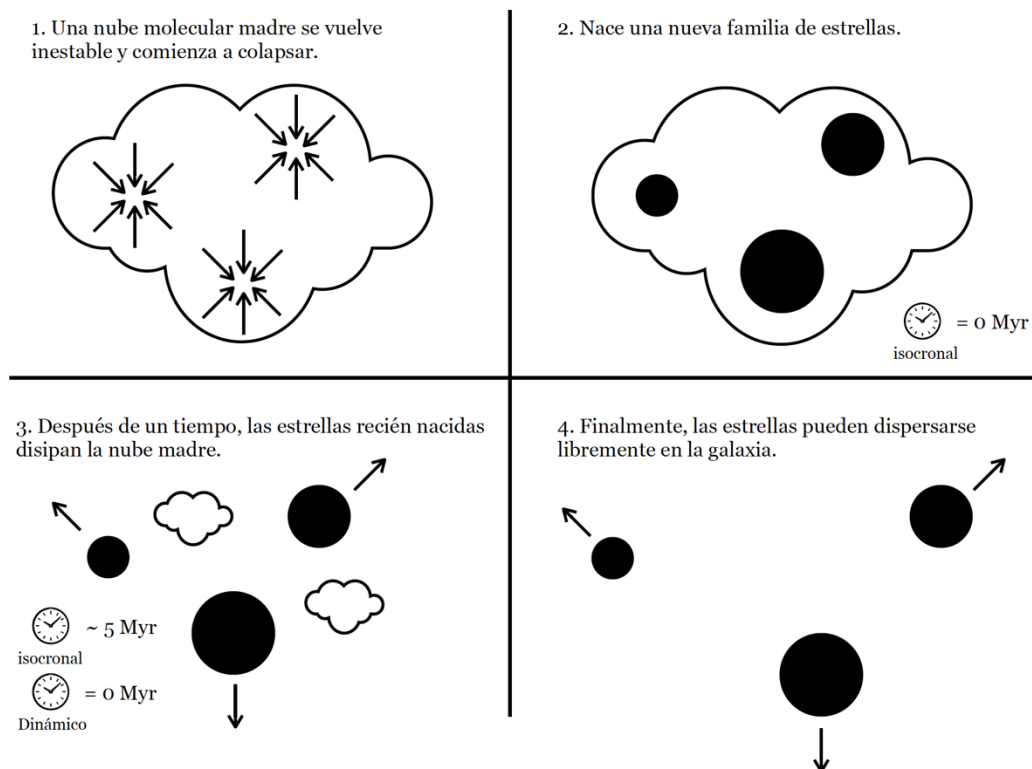 1. Una nube molecular madre se vuelve
inestable y comienza a colapsar.
2. Nace una nueva familia de estrellas.
= 0 Myr
isocronal
3. Después de un tiempo, las estrellas recién nacidas
disipan la nube madre.
~ 5 Myr
isocronal
= 0 Myr
Dinámico
4. Finalmente, las estrellas pueden dispersarse
libremente en la galaxia.